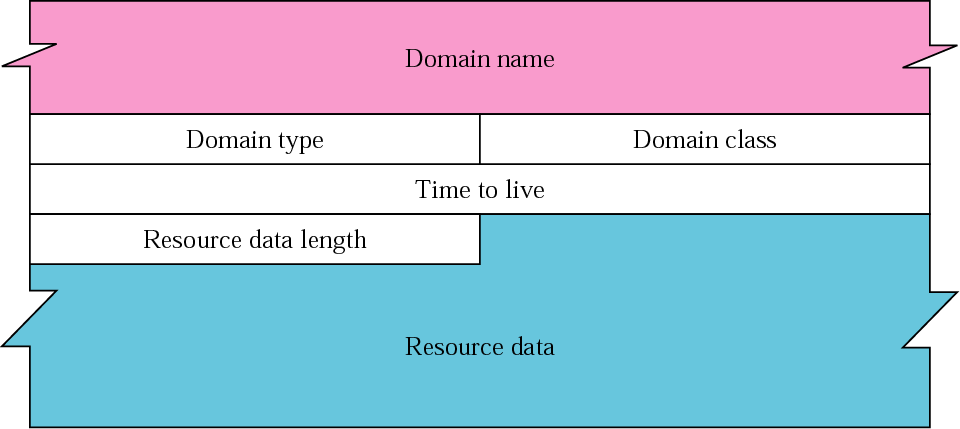 Domain name
Domain type
Domain class
Time to live
Resource data length
Resource data